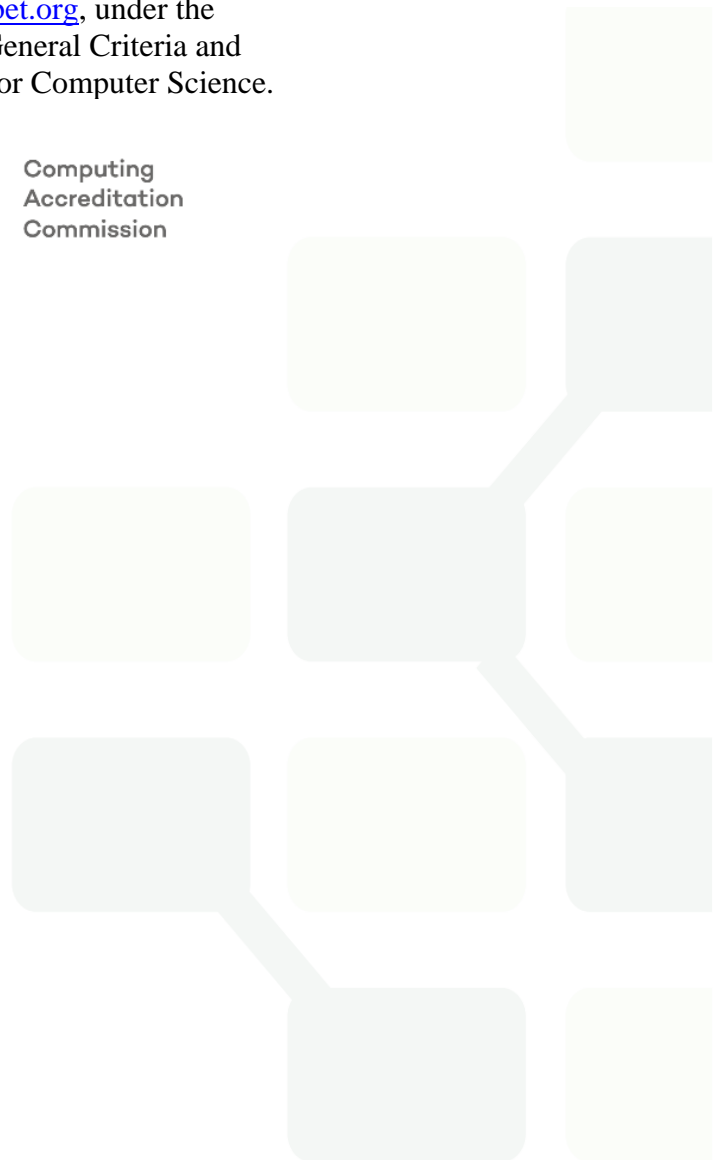 bet.org, under the
General Criteria and
or Computer Science.
Computing
Accreditation
Commission